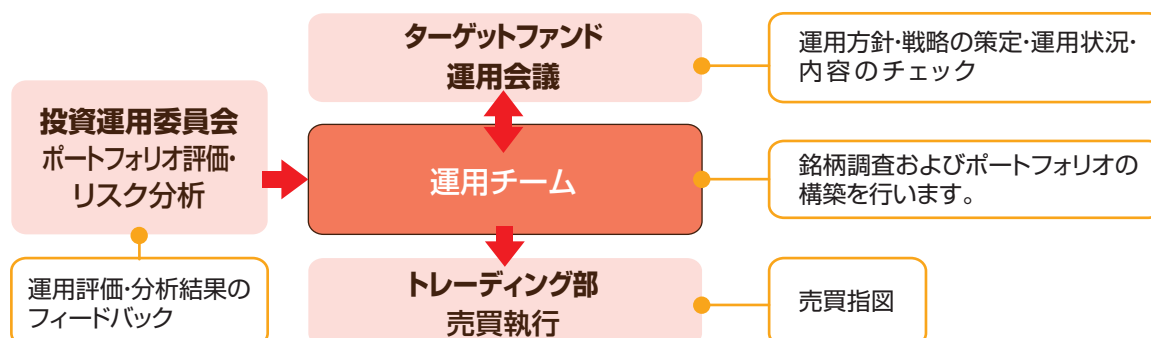 ターゲットファンド
運用会議
運用方針・戦略の策定・運用状況・
内容のチェック
投資運用委員会
ポートフォリオ評価・
リスク分析
運用チーム
銘柄調査およびポートフォリオの
構築を行います。
運用評価・分析結果の
フィードバック
トレーディング部
売買執行
売買指図